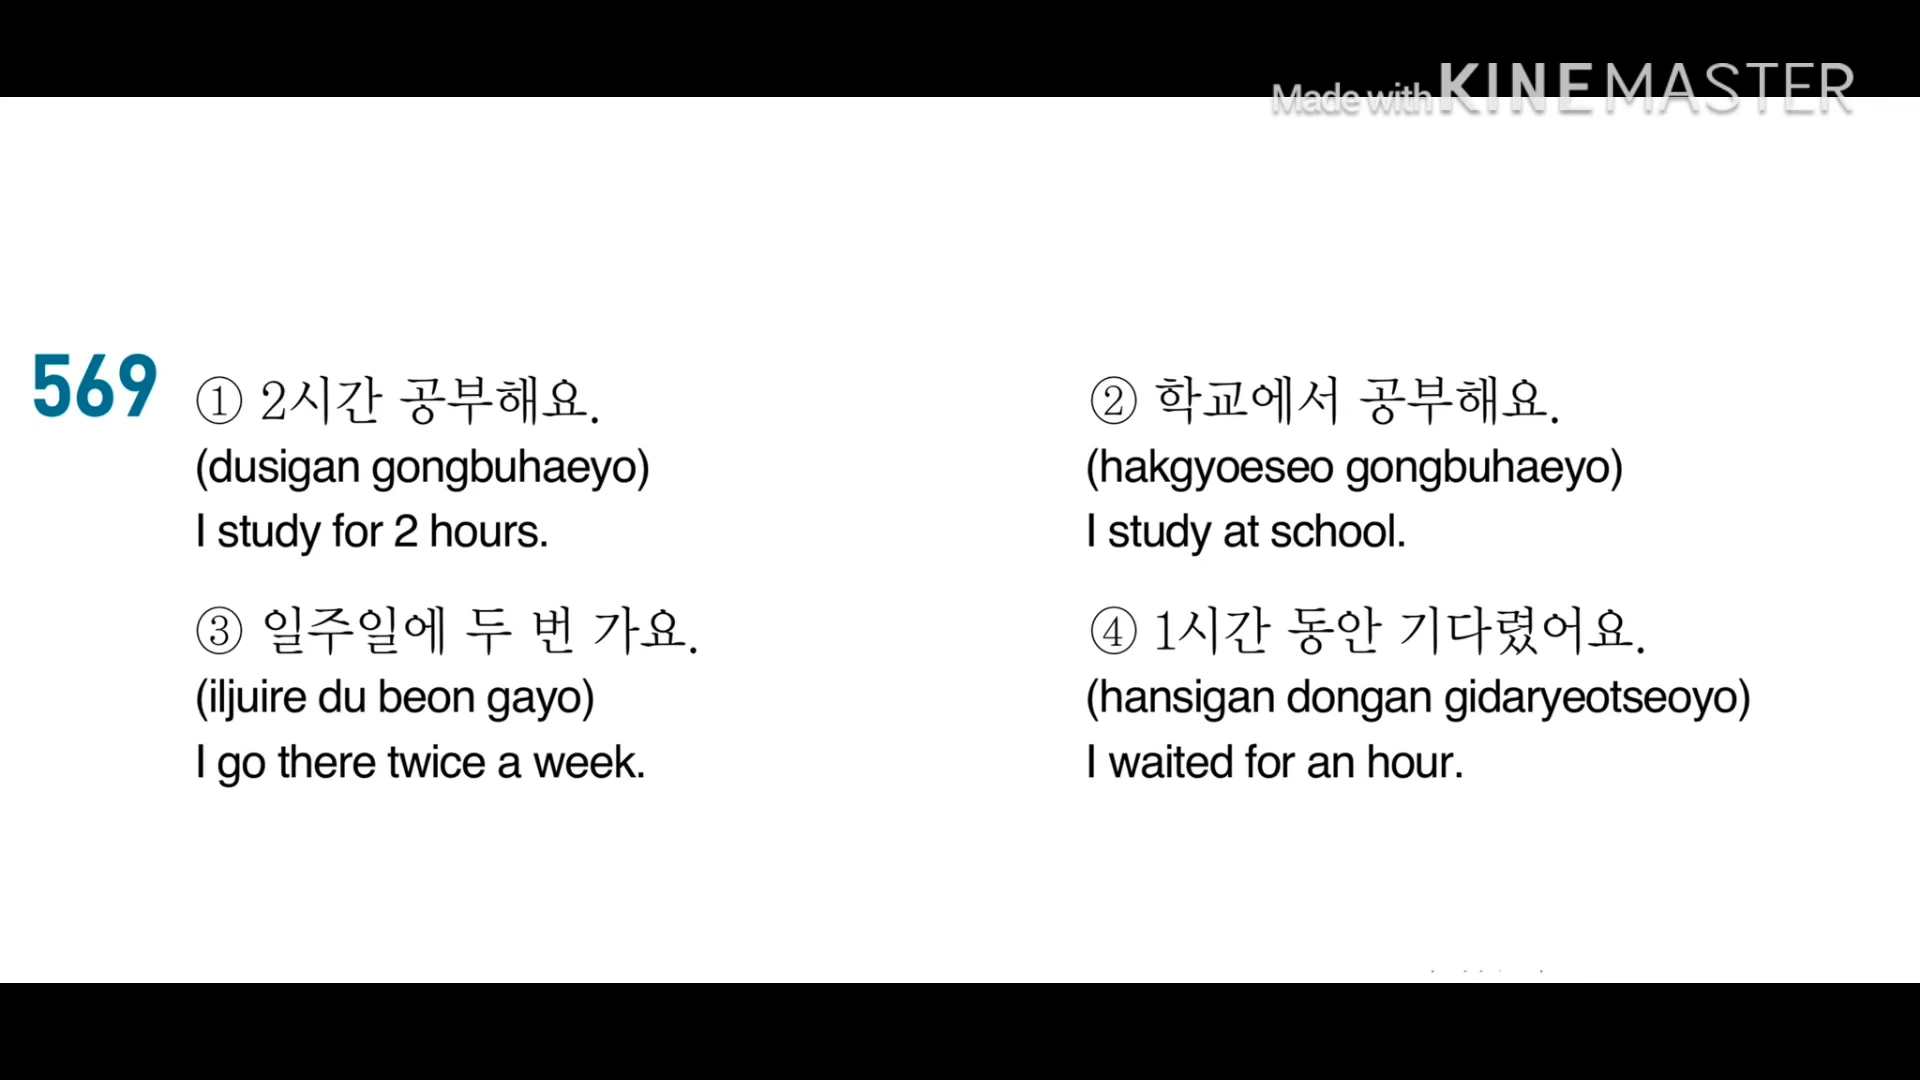 Made with KINEMASTER
569
① 2시간 공부해요.
(dusigan gongbuhaeyo)
I study for 2 hours.
② 학교에서 공부해요.
(hakgyoeseo gongbuhaeyo)
I study at school.
③ 일주일에 두 번 가요.
(iljuire du beon gayo)
I go there twice a week.
④ 1시간 동안 기다렸어요.
(hansigan dongan gidaryeotseoyo)
I waited for an hour.